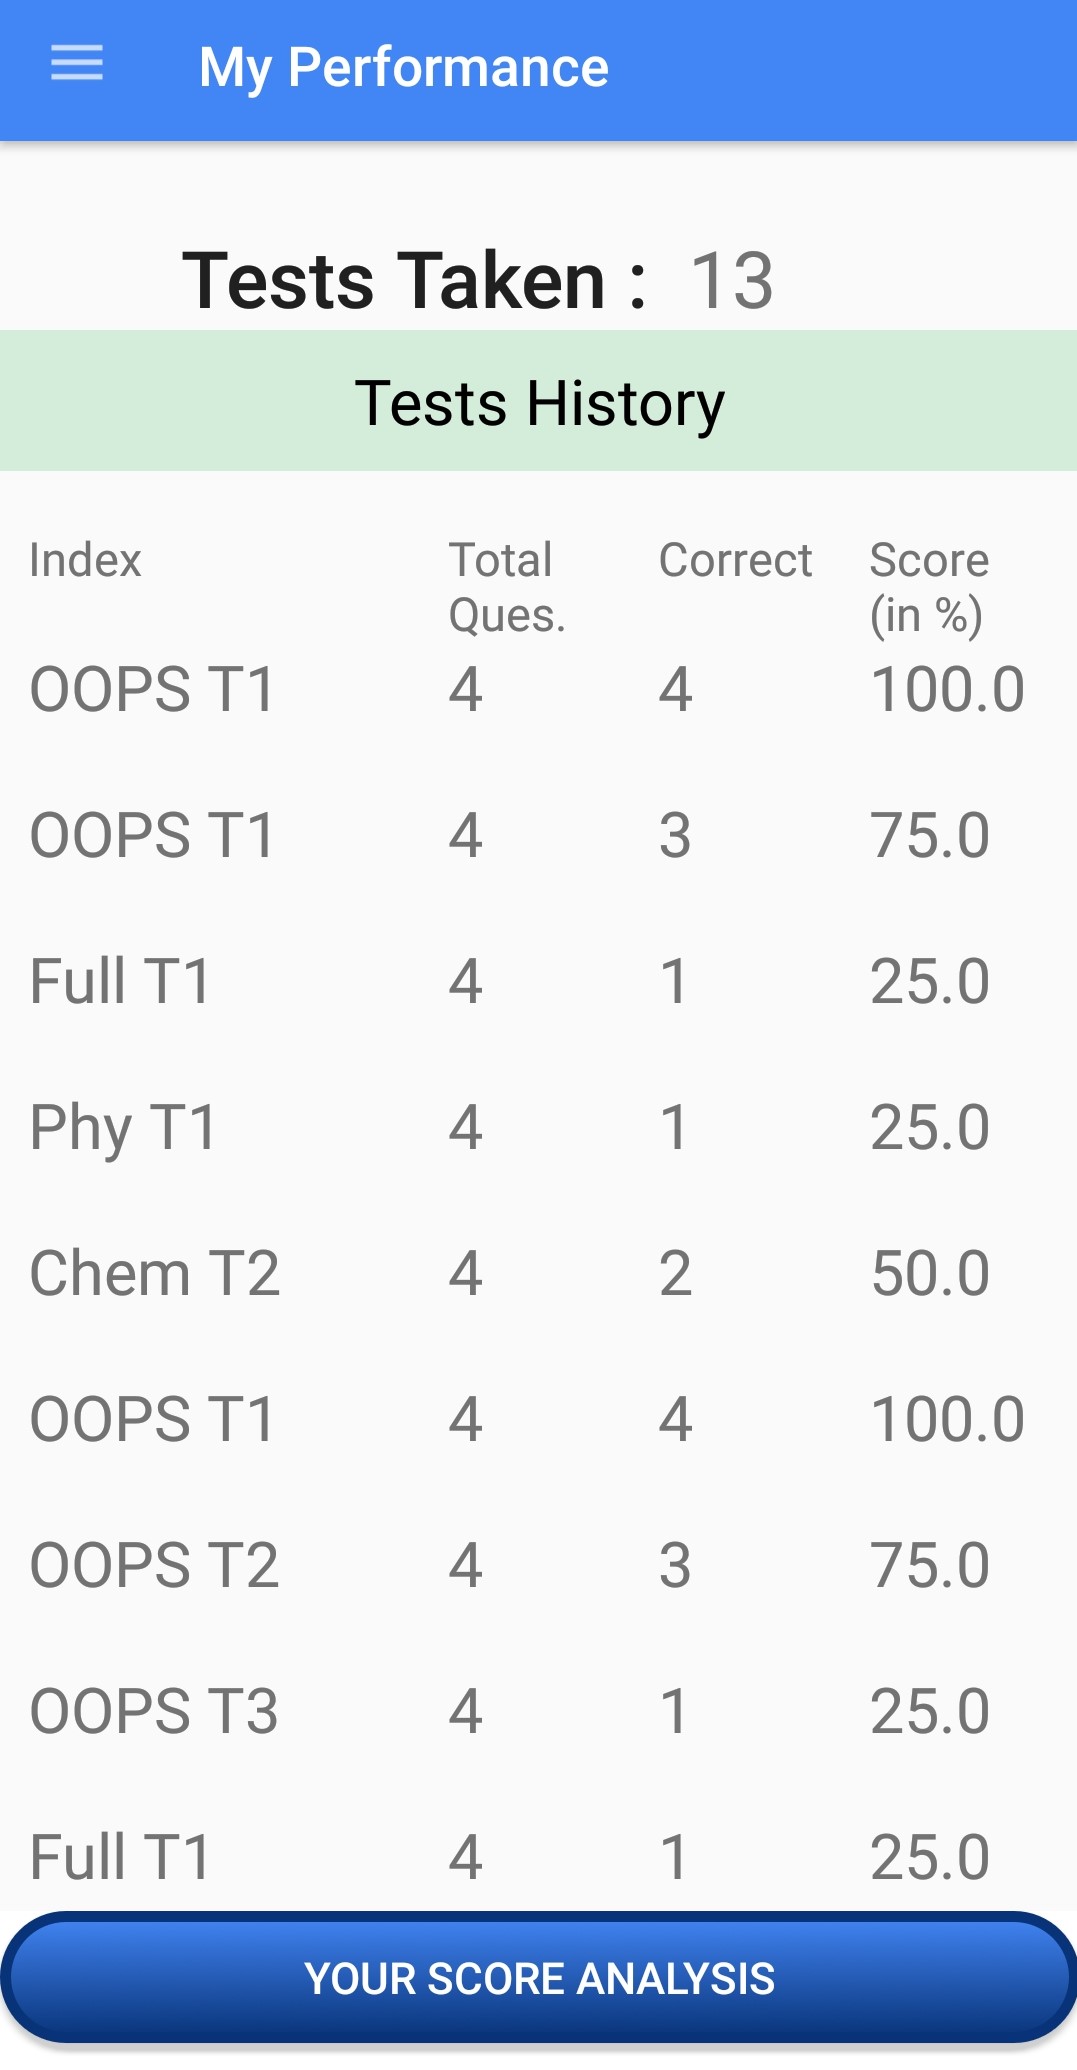 My Performance
Tests Taken : 13
Tests History
Index Total Ques. Correct Score (in %)
OOPS T1 4 4 100.0
OOPS T1 4 3 75.0
Full T1 4 1 25.0
Phy T1 4 1 25.0
Chem T2 4 2 50.0
OOPS T1 4 4 100.0
OOPS T2 4 3 75.0
OOPS T3 4 1 25.0
Full T1 4 1 25.0
YOUR SCORE ANALYSIS